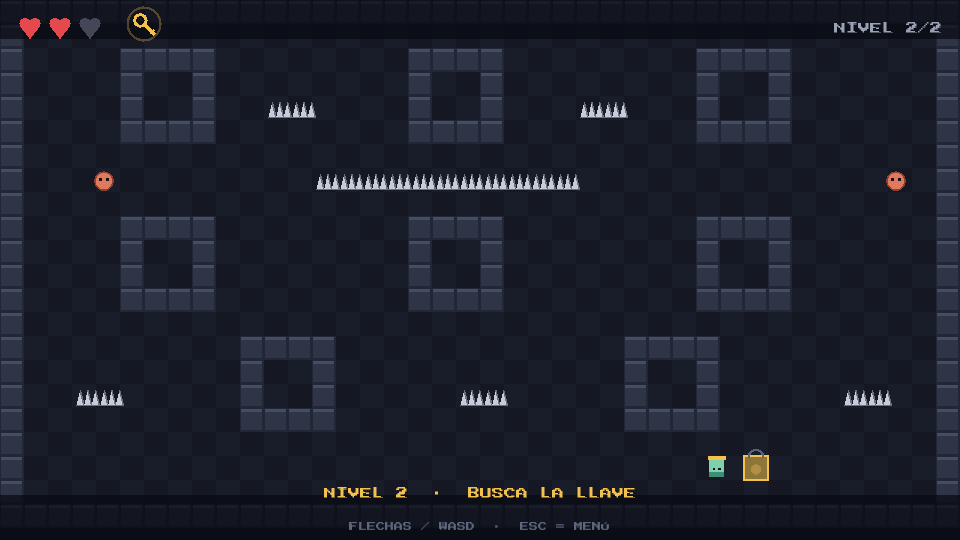 NIVEL 2/2
NIVEL 2 · BUSCA LA LLAVE
FLECHAS / WASD · ESC = MENÚ